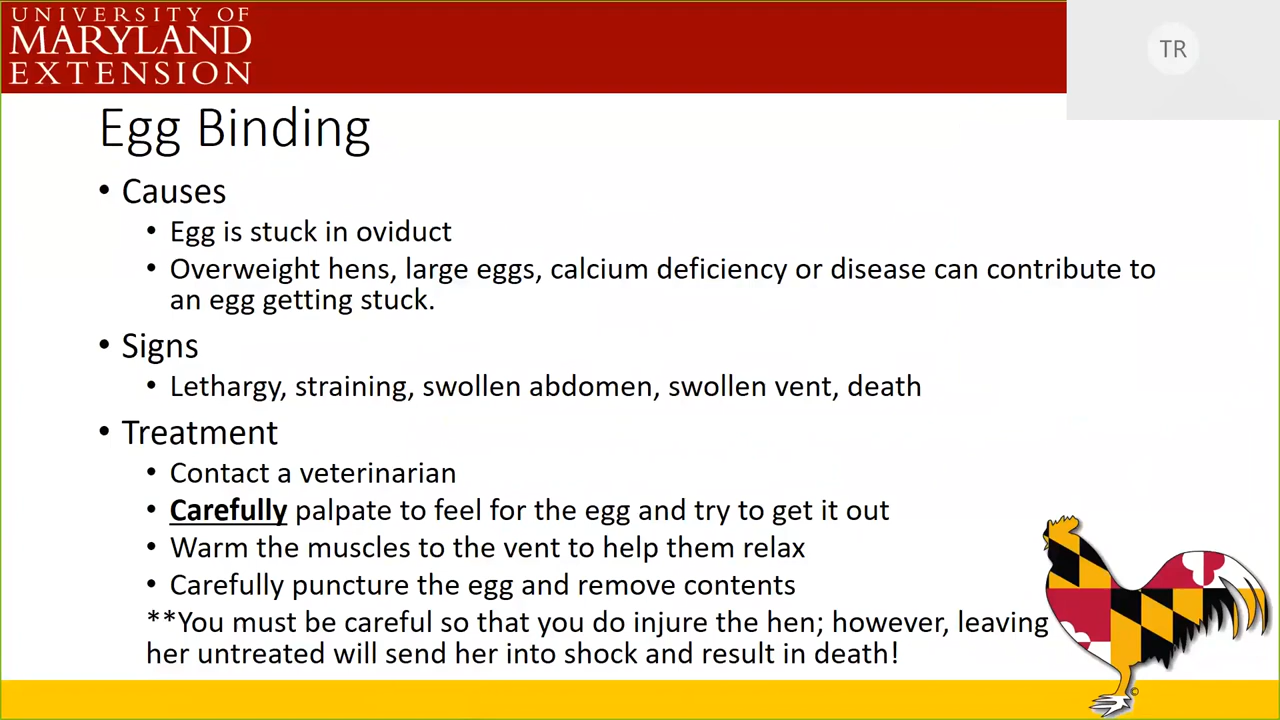 UNIVERSITY OF
MARYLAND
EXTENSION
TR
Egg Binding
• Causes
• Egg is stuck in oviduct
• Overweight hens, large eggs, calcium deficiency or disease can contribute to
an egg getting stuck.
• Signs
• Lethargy, straining, swollen abdomen, swollen vent, death
• Treatment
• Contact a veterinarian
• Carefully palpate to feel for the egg and try to get it out
• Warm the muscles to the vent to help them relax
• Carefully puncture the egg and remove contents
**You must be careful so that you do injure the hen; however, leaving
her untreated will send her into shock and result in death!
©